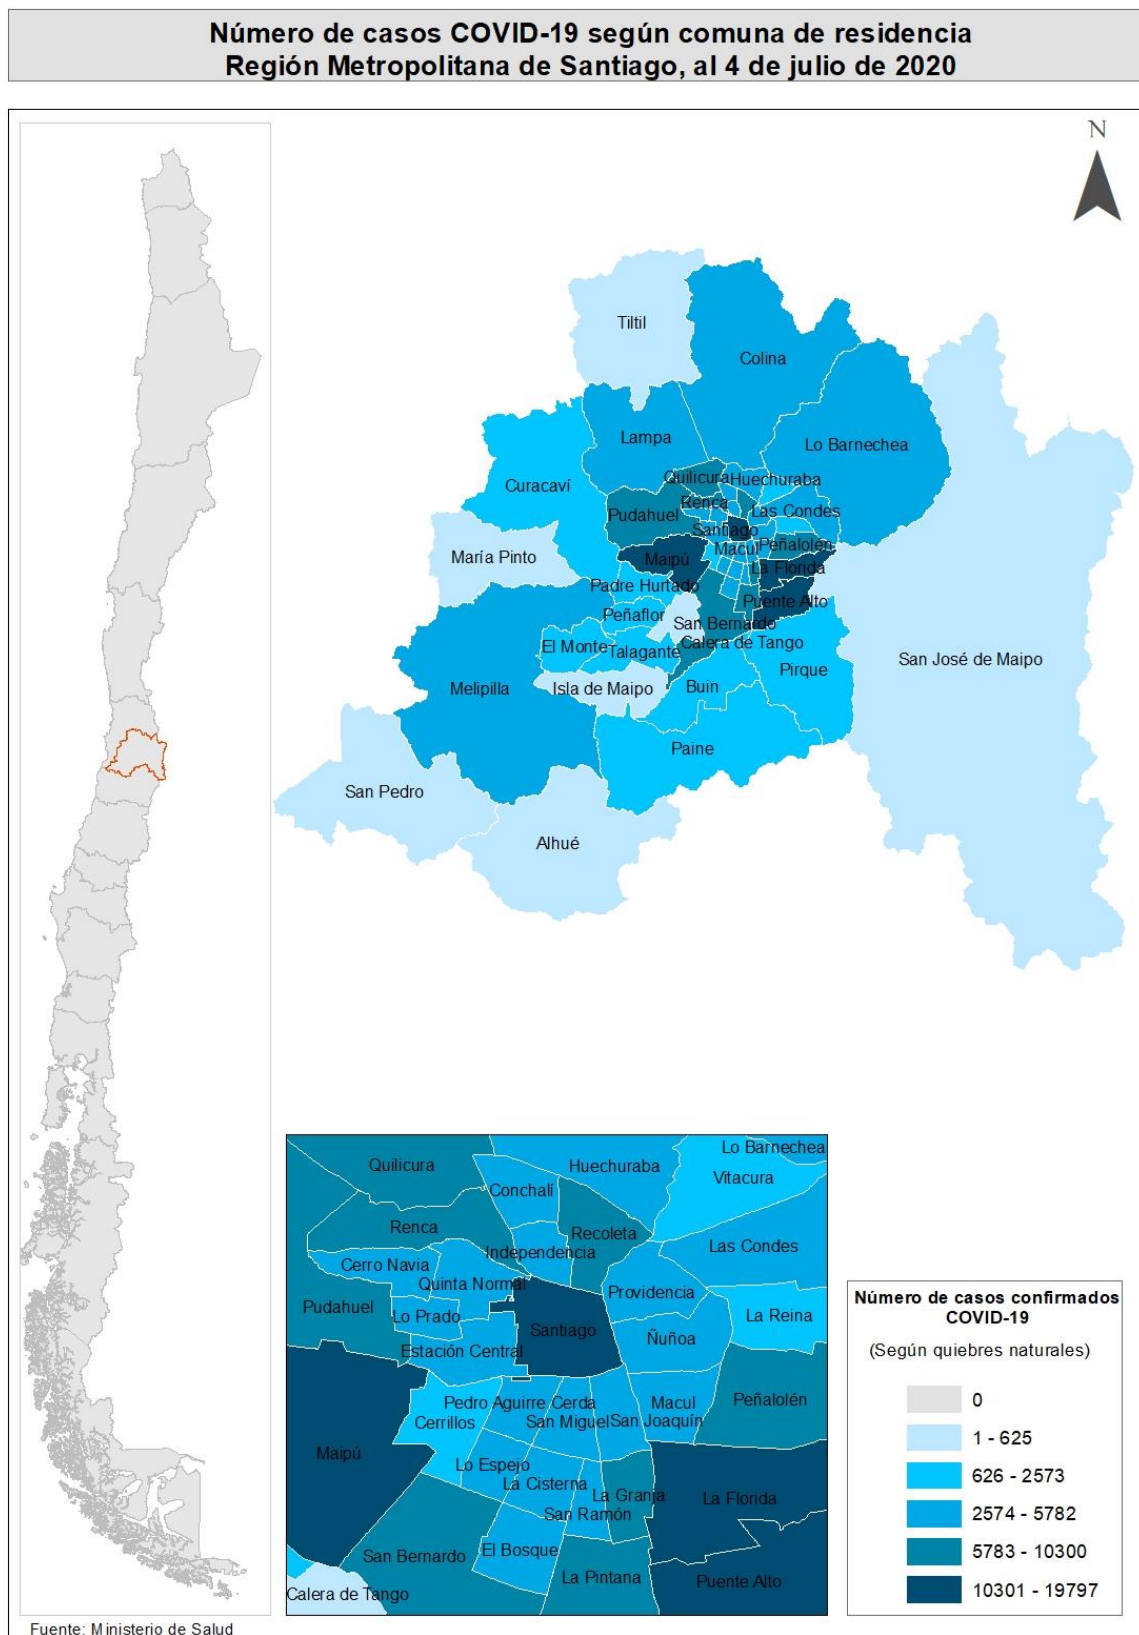 Número de casos COVID-19 según comuna de residencia
Región Metropolitana de Santiago, al 4 de julio de 2020
N
Tiltil
Colina
Lampa
Lo Barnechea
Curacaví
Quilicura
Huechuraba
Renca
Pudahuel
Las Condes
Santiago
María Pinto
Maipú
Macul
Peñalolén
La Florida
Padre Hurtado
Puente Alto
Peñaflor
San Bernardo
El Monte
Talagante
Calera de Tango
San José de Maipo
Pirque
Melipilla
Isla de Maipo
Buin
Paine
San Pedro
Alhué
Lo Barnechea
Quilicura
Huechuraba
Vitacura
Conchalí
Renca
Recoleta
Las Condes
Independencia
Cerro Navia
Quinta Normal
Providencia
Pudahuel
Lo Prado
La Reina
Santiago
Ñuñoa
Estación Central
Peñalolén
Pedro Aguirre Cerda
Macul
Cerrillos
San Miguel
San Joaquín
Maipú
Lo Espejo
La Cisterna
La Granja
La Florida
San Ramón
San Bernardo
El Bosque
La Pintana
Puente Alto
Calera de Tango
Número de casos confirmados
COVID-19
(Según quiebres naturales)
0
1 - 625
626 - 2573
2574 - 5782
5783 - 10300
10301 - 19797
Fuente: Ministerio de Salud